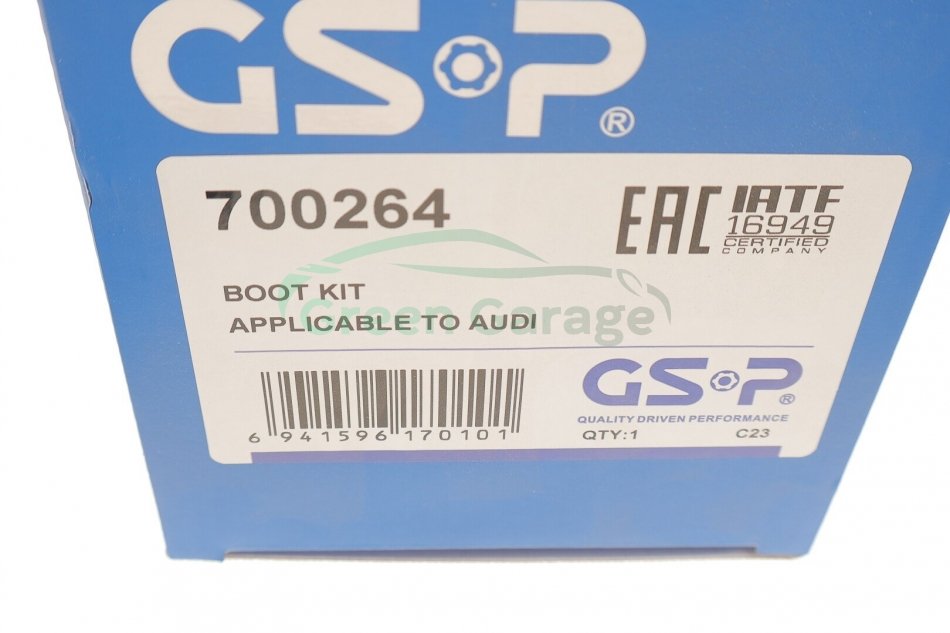 GSP®
700264
EAC
IATF
16949
CERTIFIED
COMPANY
BOOT KIT
APPLICABLE TO AUDI
Green Garage
6 941596 170101
GSP®
QUALITY DRIVEN PERFORMANCE
QTY:1 C23